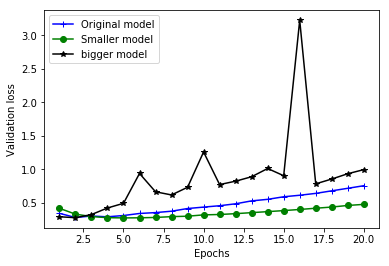 Original model
Smaller model
bigger model
Validation loss
3.0
2.5
2.0
1.5
1.0
0.5
2.5 5.0 7.5 10.0 12.5 15.0 17.5 20.0
Epochs